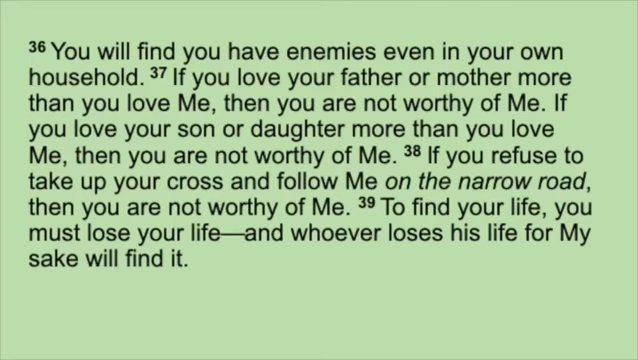 36 You will find you have enemies even in your own
household. 37 If you love your father or mother more
than you love Me, then you are not worthy of Me. If
you love your son or daughter more than you love
Me, then you are not worthy of Me. 38 If you refuse to
take up your cross and follow Me on the narrow road,
then you are not worthy of Me. 39 To find your life, you
must lose your life—and whoever loses his life for My
sake will find it.